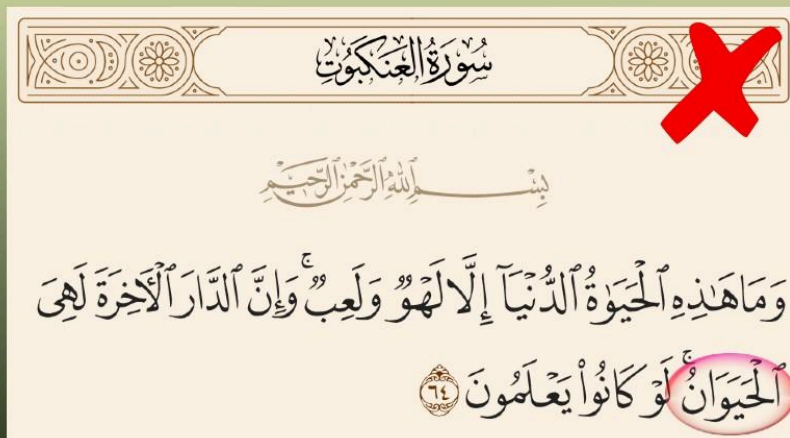 سُورَةُ العَنكَبُوتِ
بِسْمِ ٱللَّهِ ٱلرَّحْمَٰنِ ٱلرَّحِيمِ
وَمَا هَٰذِهِ ٱلْحَيَوٰةُ ٱلدُّنْيَآ إِلَّا لَهْوٌ وَلَعِبٌ ۚ وَإِنَّ ٱلدَّارَ ٱلْأَخِرَةَ لَهِىَ
ٱلْحَيَوَانُ ۚ لَوْ كَانُوا۟ يَعْلَمُونَ ٦٤